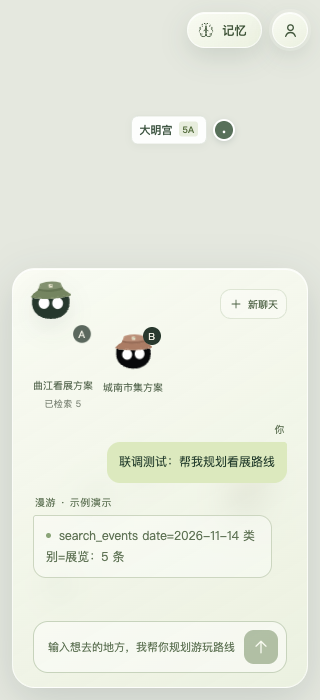 记忆
大明宫 5A
新聊天
A
B
曲江看展方案
城南市集方案
已检索 5
你
联调测试：帮我规划看展路线
漫游 · 示例演示
search_events date=2026-11-14 类
别=展览：5 条
输入想去的地方，我帮你规划游玩路线